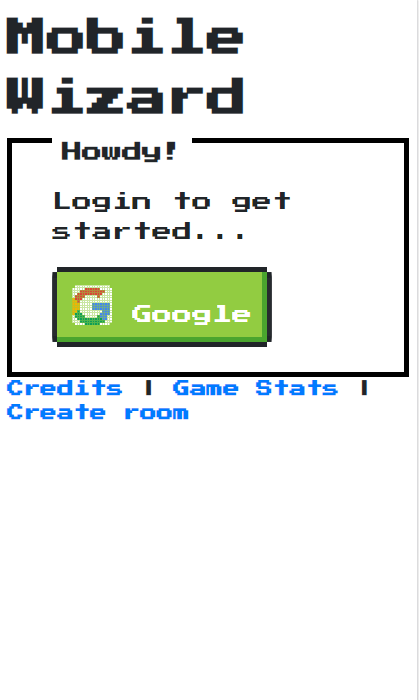 Mobile
Wizard
Howdy!
Login to get
started...
Google
Credits | Game Stats |
Create room